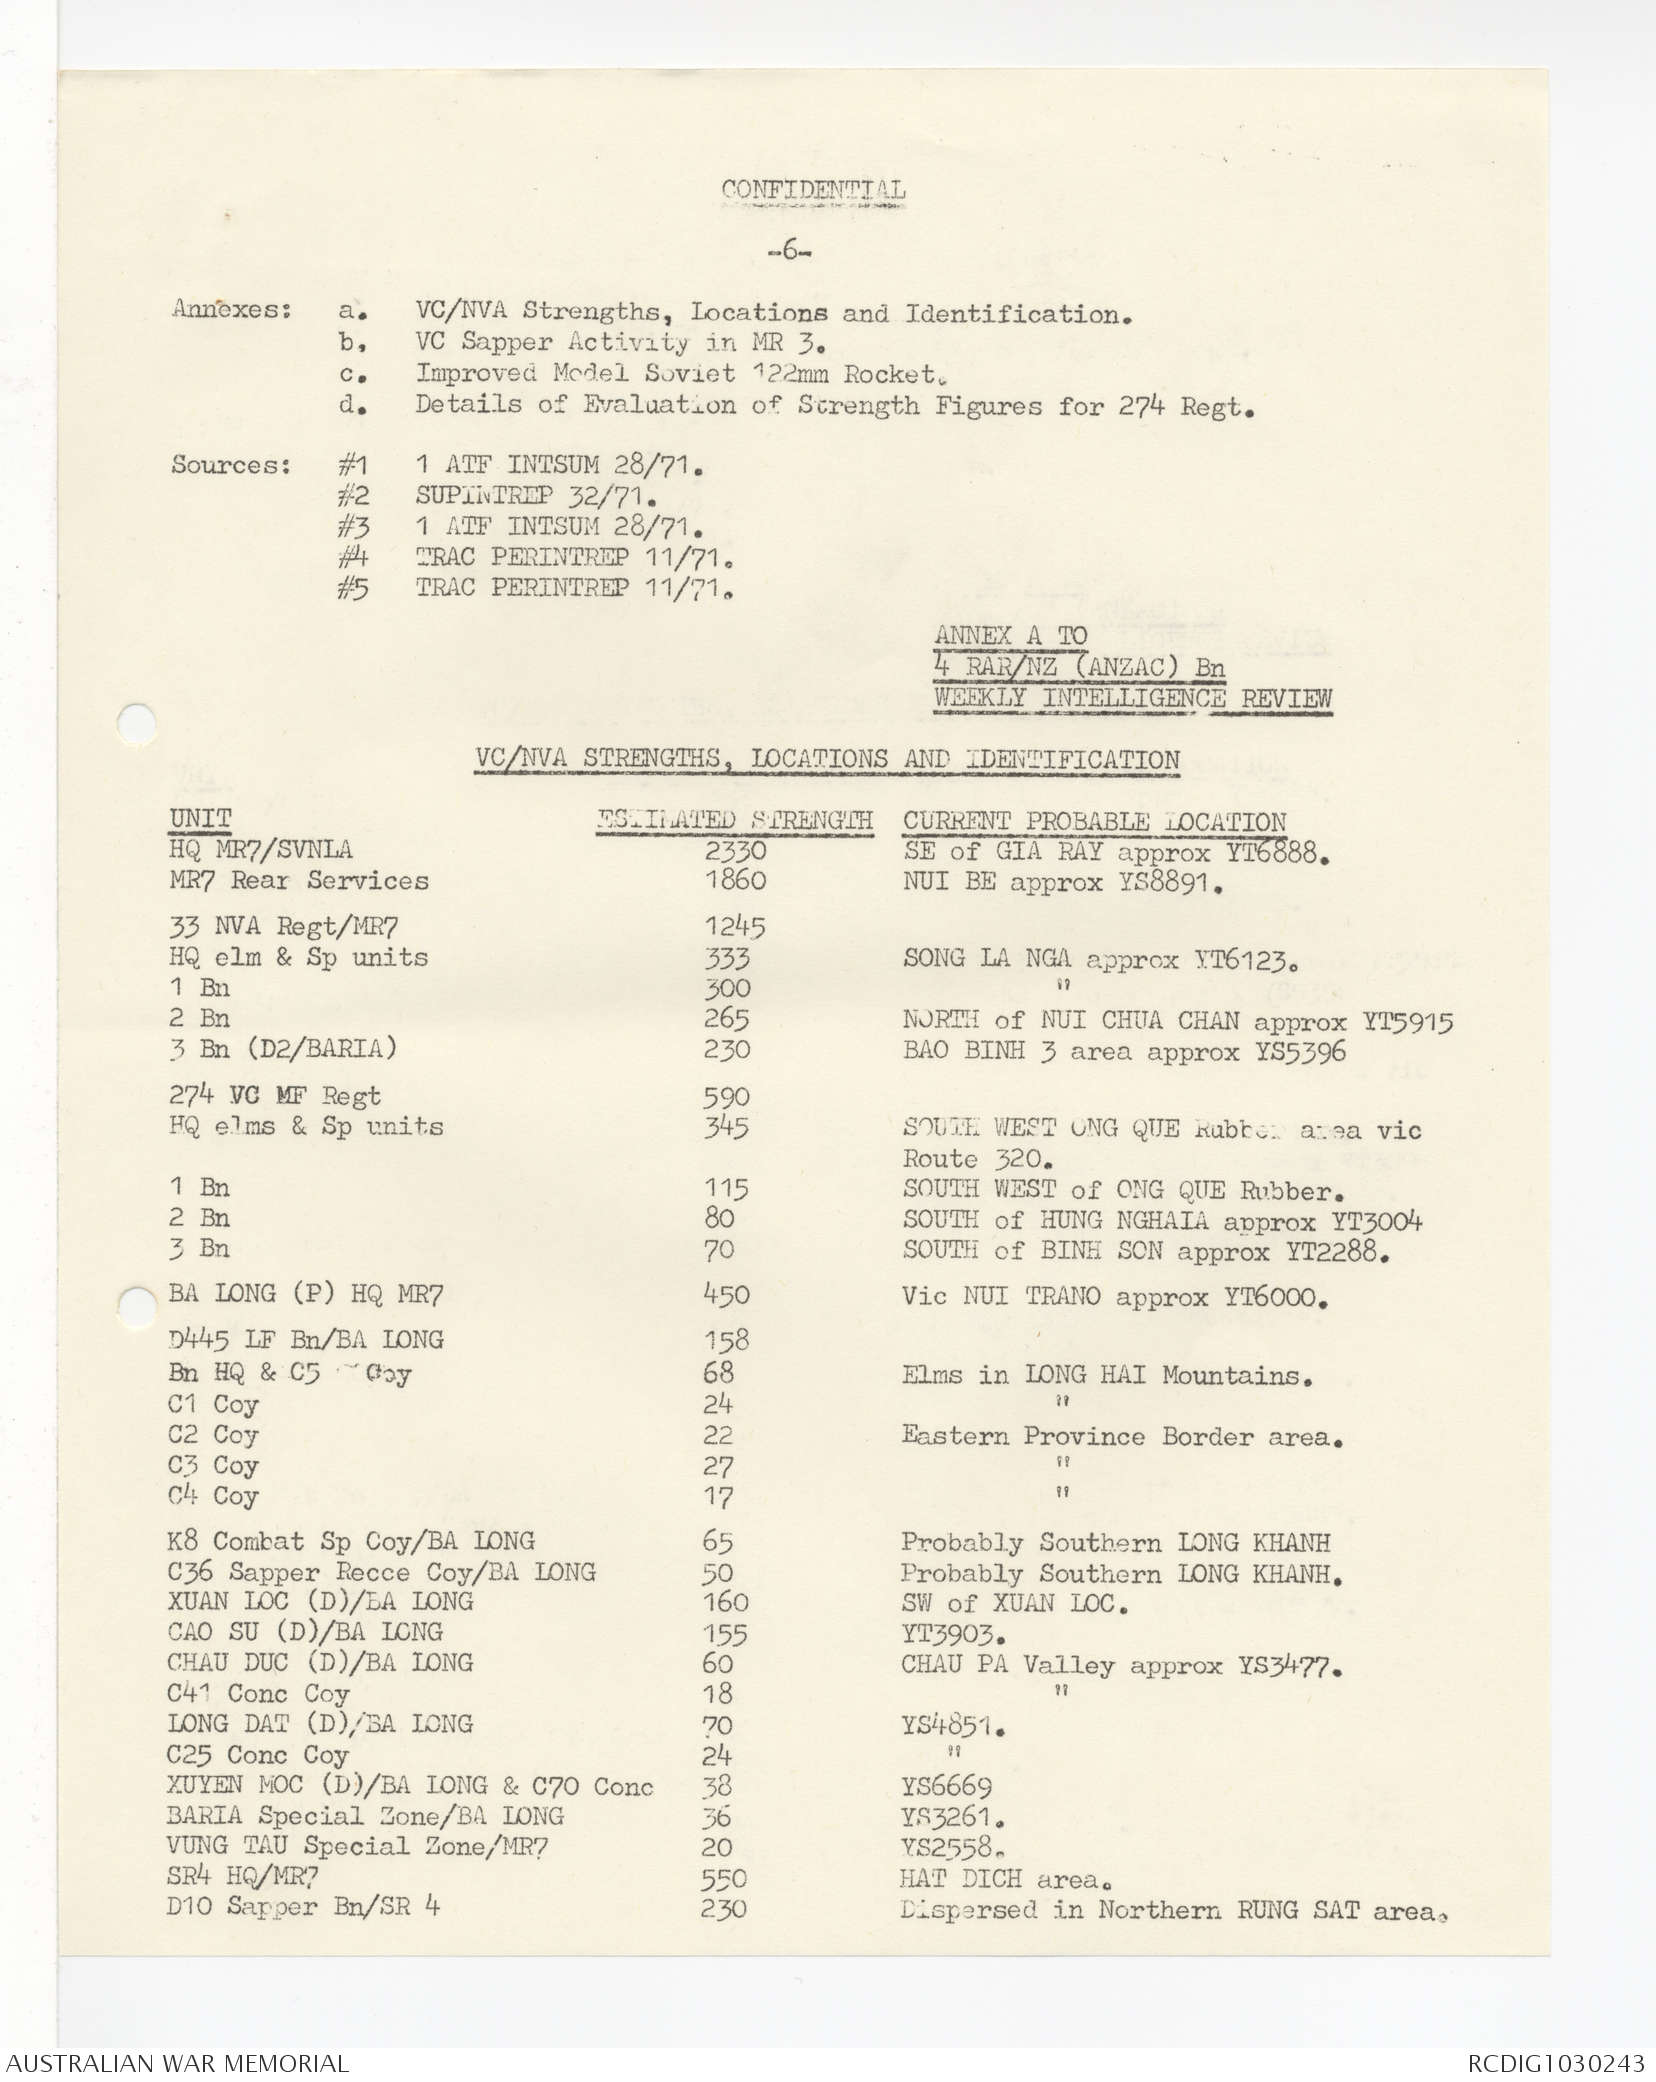 CONFIDENTIAL
-6-
Annexes: a. VC/NVA Strengths, Locations and Identification.
b, VC Sapper Activity in MR 3.
c. Improved Model Soviet 122mm Rocket.
d. Details of Evaluation of Strength Figures for 274 Regt.
Sources: #1 1 ATF INTSUM 28/71.
#2 SUPINTREP 32/71.
#3 1 ATF INTSUM 28/71.
#4 TRAC PERINTREP 11/71.
#5 TRAC PERINTREP 11/71.
ANNEX A TO
4 RAR/NZ (ANZAC) Bn
WEEKLY INTELLIGENCE REVIEW
VC/NVA STRENGTHS, LOCATIONS AND IDENTIFICATION
UNIT ESTIMATED STRENGTH CURRENT PROBABLE LOCATION
HQ MR7/SVNLA 2330 SE of GIA RAY approx YT6888.
MR7 Rear Services 1860 NUI BE approx YS8891.
33 NVA Regt/MR7 1245
HQ elm & Sp units 333 SONG LA NGA approx YT6123.
1 Bn 300 "
2 Bn 265 NORTH of NUI CHUA CHAN approx YT5915
3 Bn (D2/BARIA) 230 BAO BINH 3 area approx YS5396
274 VC MF Regt 590
HQ elms & Sp units 345 SOUTH WEST ONG QUE Rubber area vic
Route 320.
1 Bn 115 SOUTH WEST of ONG QUE Rubber.
2 Bn 80 SOUTH of HUNG NGHAIA approx YT3004
3 Bn 70 SOUTH of BINH SON approx YT2288.
BA LONG (P) HQ MR7 450 Vic NUI TRANO approx YT6000.
D445 LF Bn/BA LONG 158
Bn HQ & C5 Coy 68 Elms in LONG HAI Mountains.
C1 Coy 24 "
C2 Coy 22 Eastern Province Border area.
C3 Coy 27 "
C4 Coy 17 "
K8 Combat Sp Coy/BA LONG 65 Probably Southern LONG KHANH
C36 Sapper Recce Coy/BA LONG 50 Probably Southern LONG KHANH.
XUAN LOC (D)/BA LONG 160 SW of XUAN LOC.
CAO SU (D)/BA LONG 155 YT3903.
CHAU DUC (D)/BA LONG 60 CHAU PA Valley approx YS3477.
C41 Conc Coy 18 "
LONG DAT (D)/BA LONG 70 YS4851.
C25 Conc Coy 24 "
XUYEN MOC (D)/BA LONG & C70 Conc 38 YS6669
BARIA Special Zone/BA LONG 36 YS3261.
VUNG TAU Special Zone/MR7 20 YS2558.
SR4 HQ/MR7 550 HAT DICH area.
D10 Sapper Bn/SR 4 230 Dispersed in Northern RUNG SAT area.
AUSTRALIAN WAR MEMORIAL RCDIG1030243